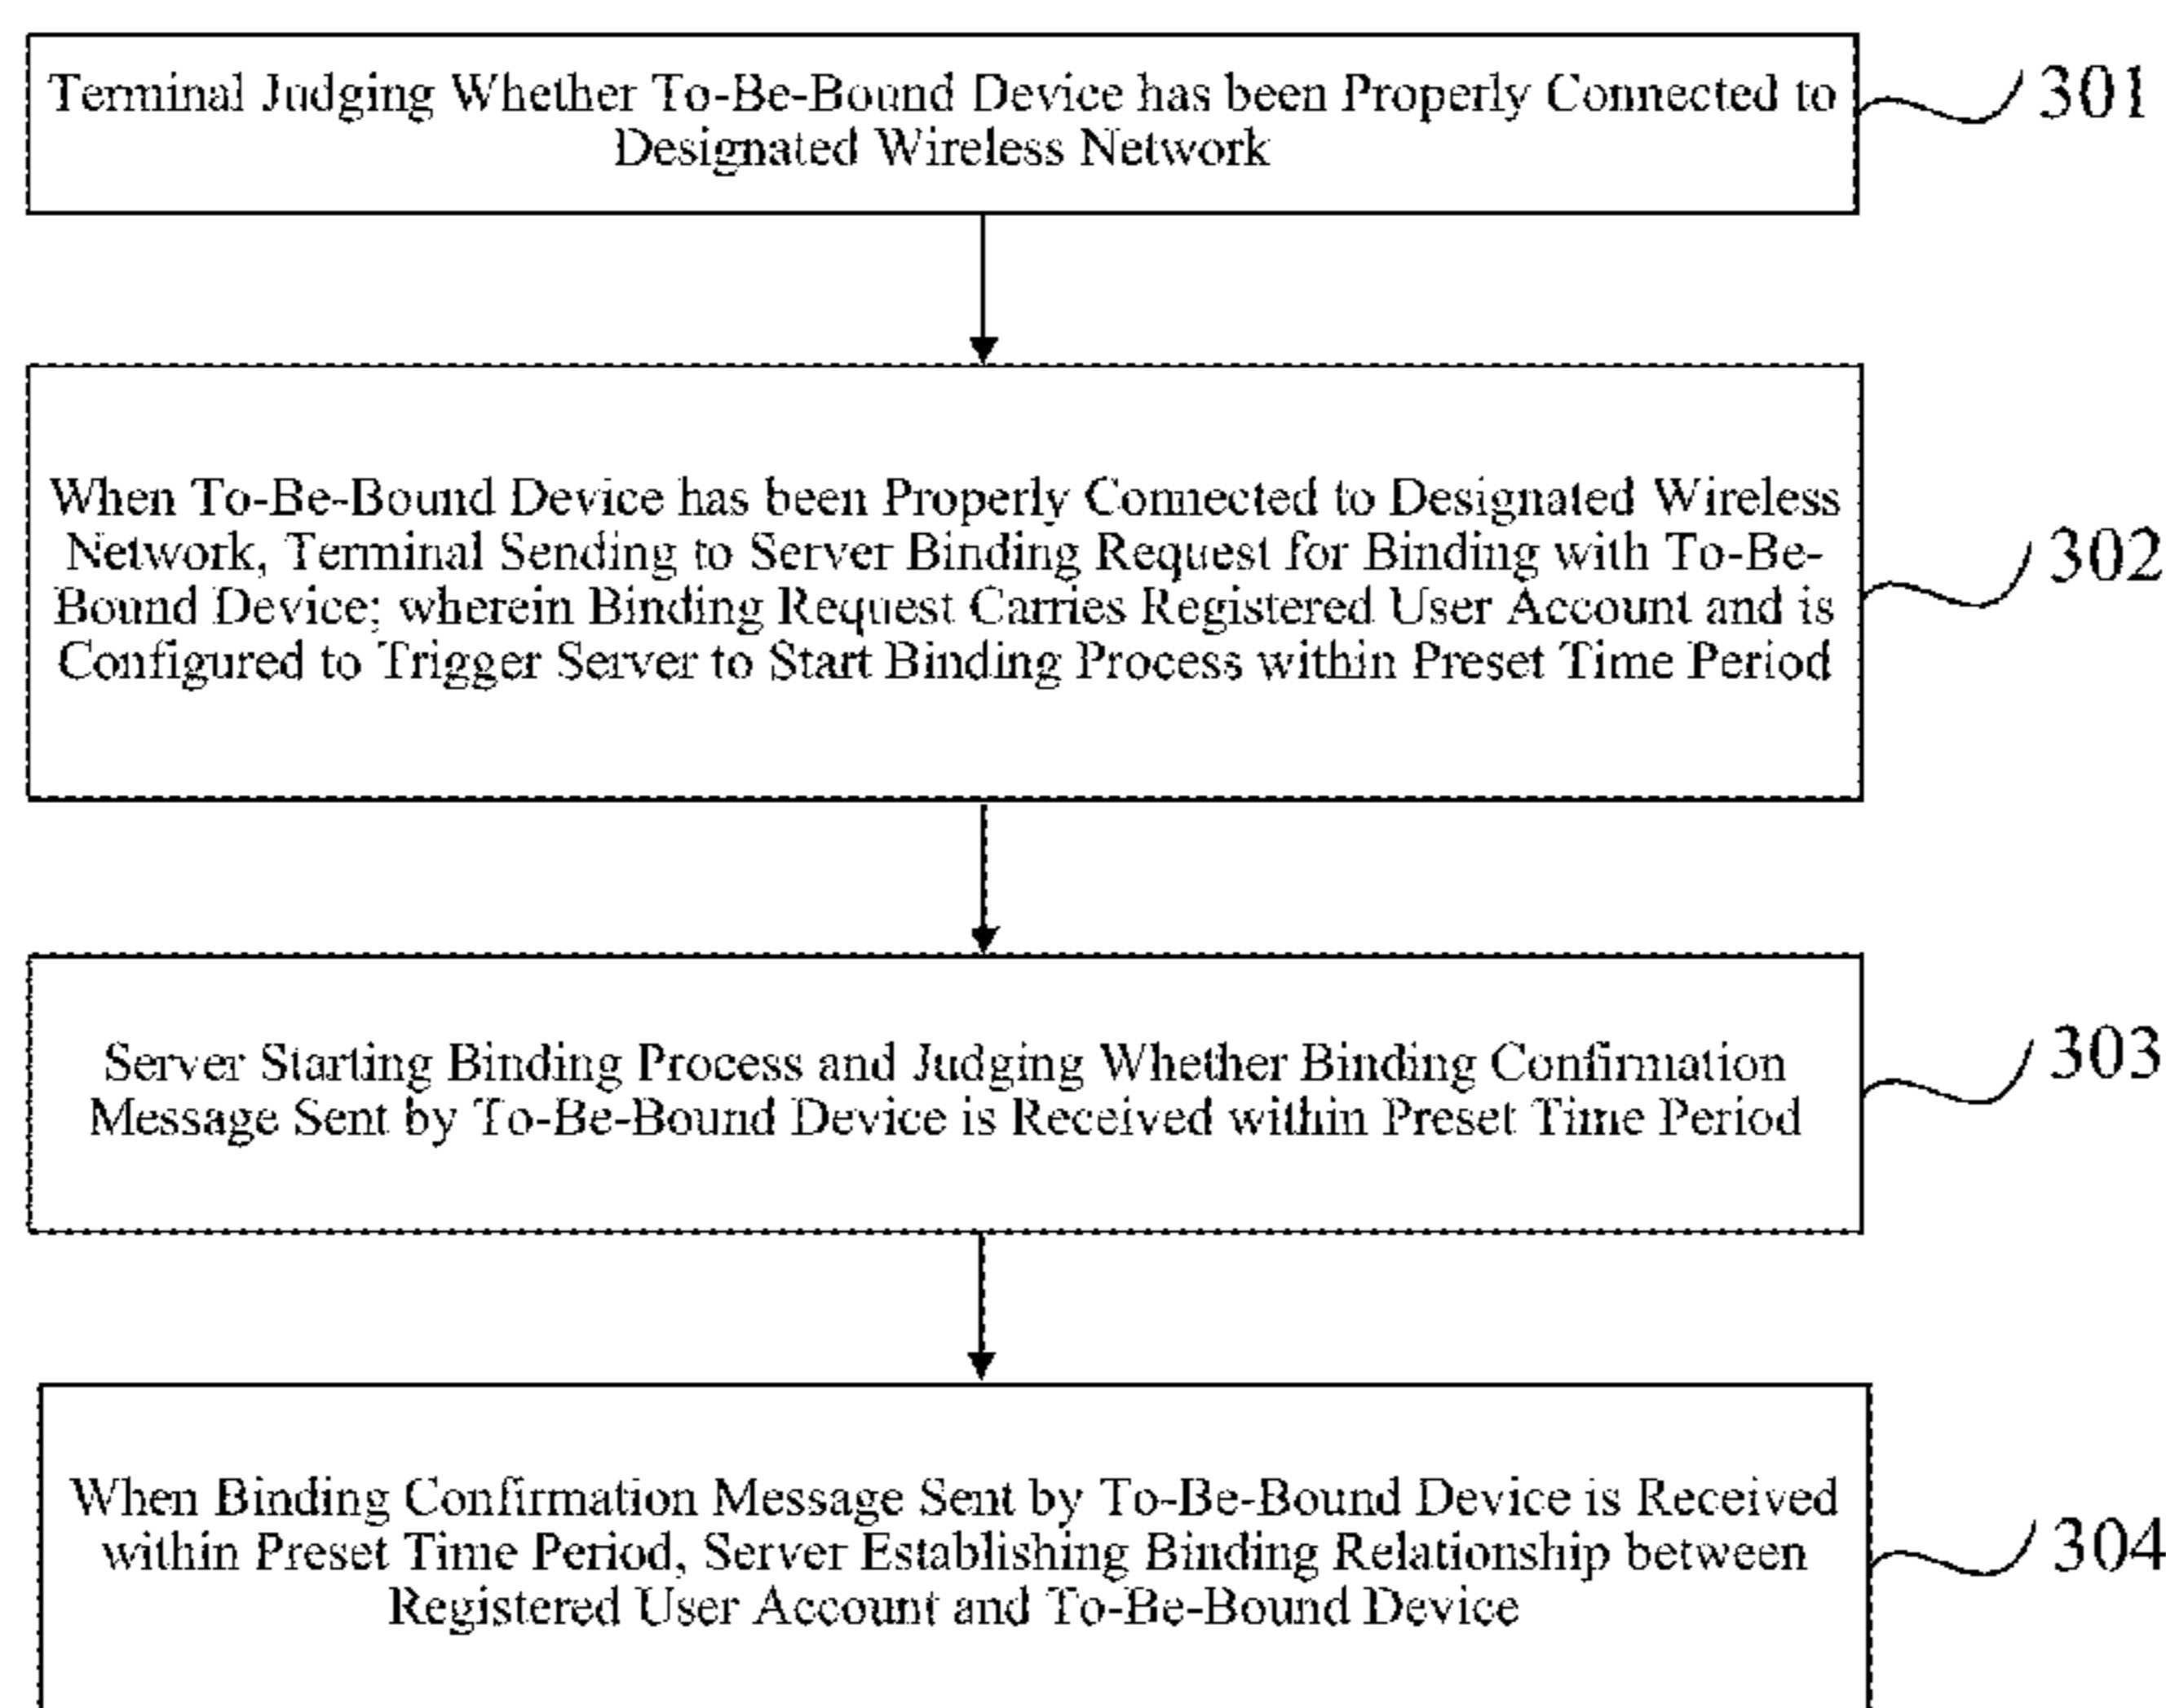 Terminal Judging Whether To-Be-Bound Device has been Properly Connected to
Designated Wireless Network
301
When To-Be-Bound Device has been Properly Connected to Designated Wireless
Network, Terminal Sending to Server Binding Request for Binding with To-Be-
Bound Device; wherein Binding Request Carries Registered User Account and is
Configured to Trigger Server to Start Binding Process within Preset Time Period
302
Server Starting Binding Process and Judging Whether Binding Confirmation
Message Sent by To-Be-Bound Device is Received within Preset Time Period
303
When Binding Confirmation Message Sent by To-Be-Bound Device is Received
within Preset Time Period, Server Establishing Binding Relationship between
Registered User Account and To-Be-Bound Device
304